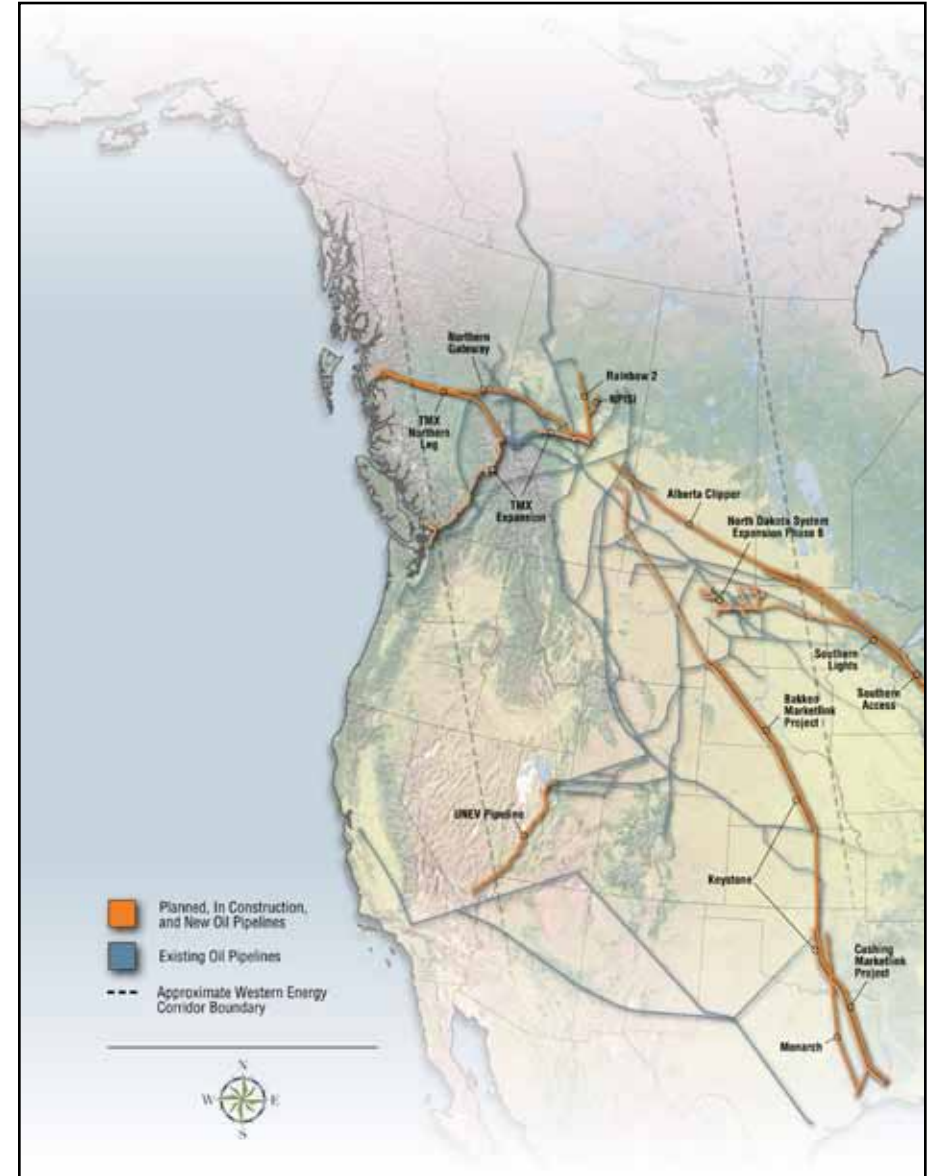 Northern
Gateway
Rainbow 2
NPISI
TMX
Northern
Leg
TMX
Expansion
Alberta Clipper
North Dakota System
Expansion Phase 6
Southern
Lights
Southern
Access
Bakken
Marketlink
Project
UNEV Pipeline
Keystone
Cashing
Marketlink
Project
Monarch
Planned, In Construction,
and New Oil Pipelines
Existing Oil Pipelines
Approximate Western Energy
Corridor Boundary
N
W
E
S